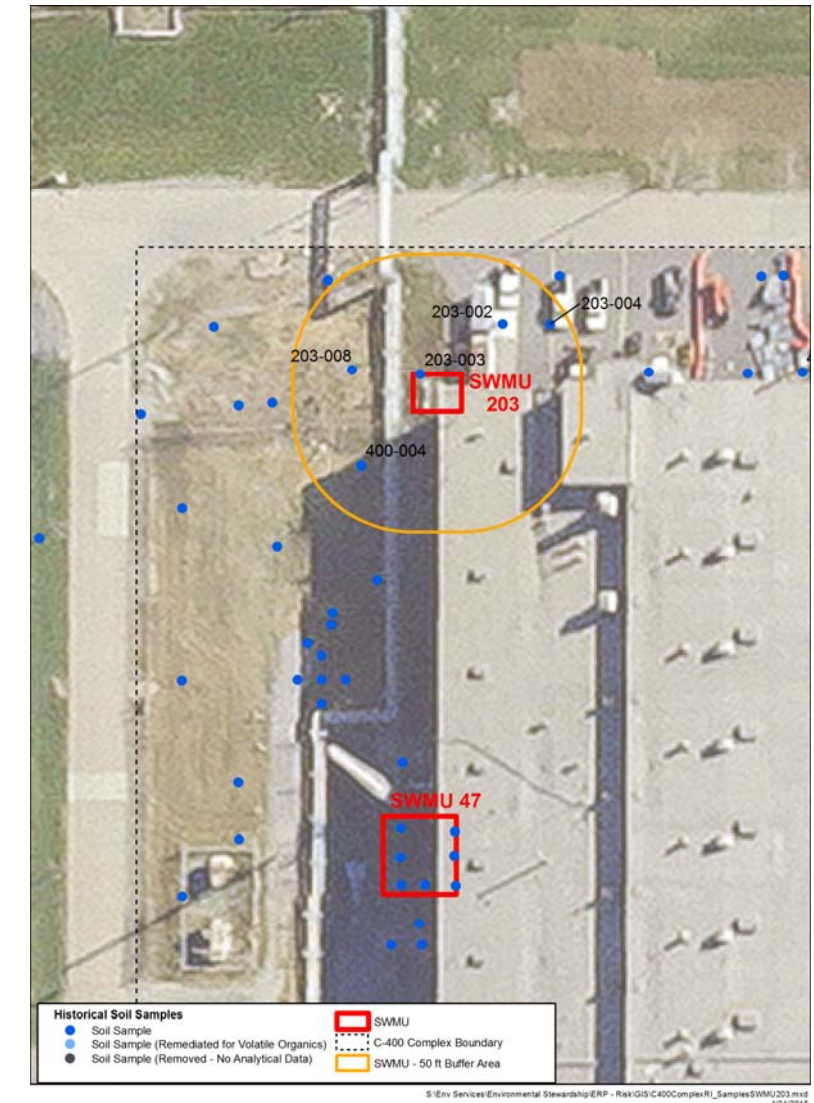 203-002
203-004
203-008
203-003
4
SWMU
203
400-004
SWMU 47
Historical Soil Samples
Soil Sample
Soil Sample (Remediated for Volatile Organics)
Soil Sample (Removed - No Analytical Data)
SWMU
C-400 Complex Boundary
SWMU - 50 ft Buffer Area
S:\Env Services\Environmental Stewardship\ERP - Risk\GIS\C400ComplexRI_SamplesSWMU203.mxd